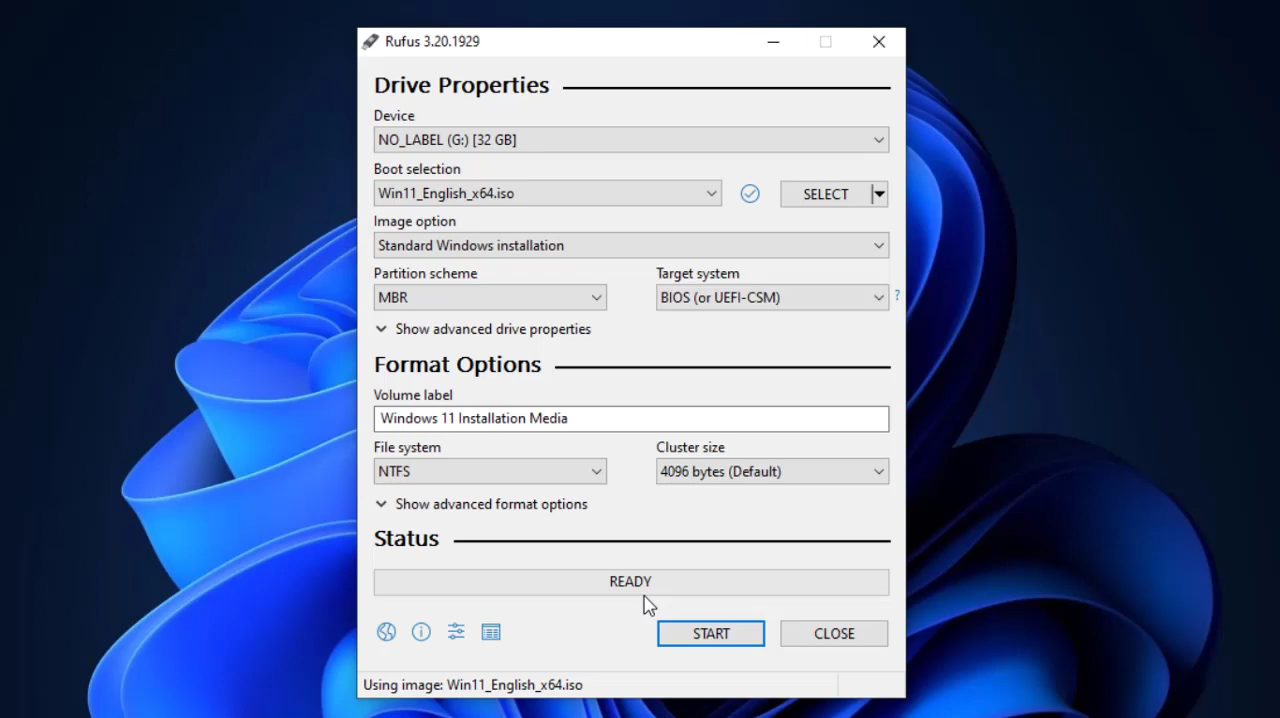 Rufus 3.20.1929
Drive Properties
Device
NO_LABEL (G:) [32 GB]
Boot selection
Win11_English_x64.iso
SELECT
Image option
Standard Windows installation
Partition scheme
Target system
MBR
BIOS (or UEFI-CSM)
?
Show advanced drive properties
Format Options
Volume label
Windows 11 Installation Media
File system
Cluster size
NTFS
4096 bytes (Default)
Show advanced format options
Status
READY
START
CLOSE
Using image: Win11_English_x64.iso